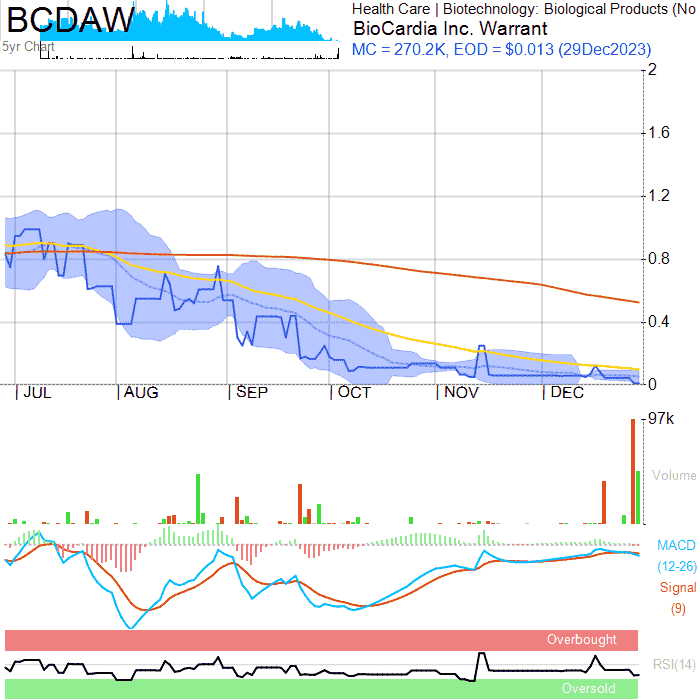 BCDAW
5yr Chart
Health Care | Biotechnology: Biological Products (No
BioCardia Inc. Warrant
MC = 270.2K, EOD = $0.013 (29Dec2023)
2
1.6
1.2
0.8
0.4
0
JUL AUG SEP OCT NOV DEC
97k
Volume
MACD
(12-26)
Signal
(9)
Overbought
RSI(14)
Oversold